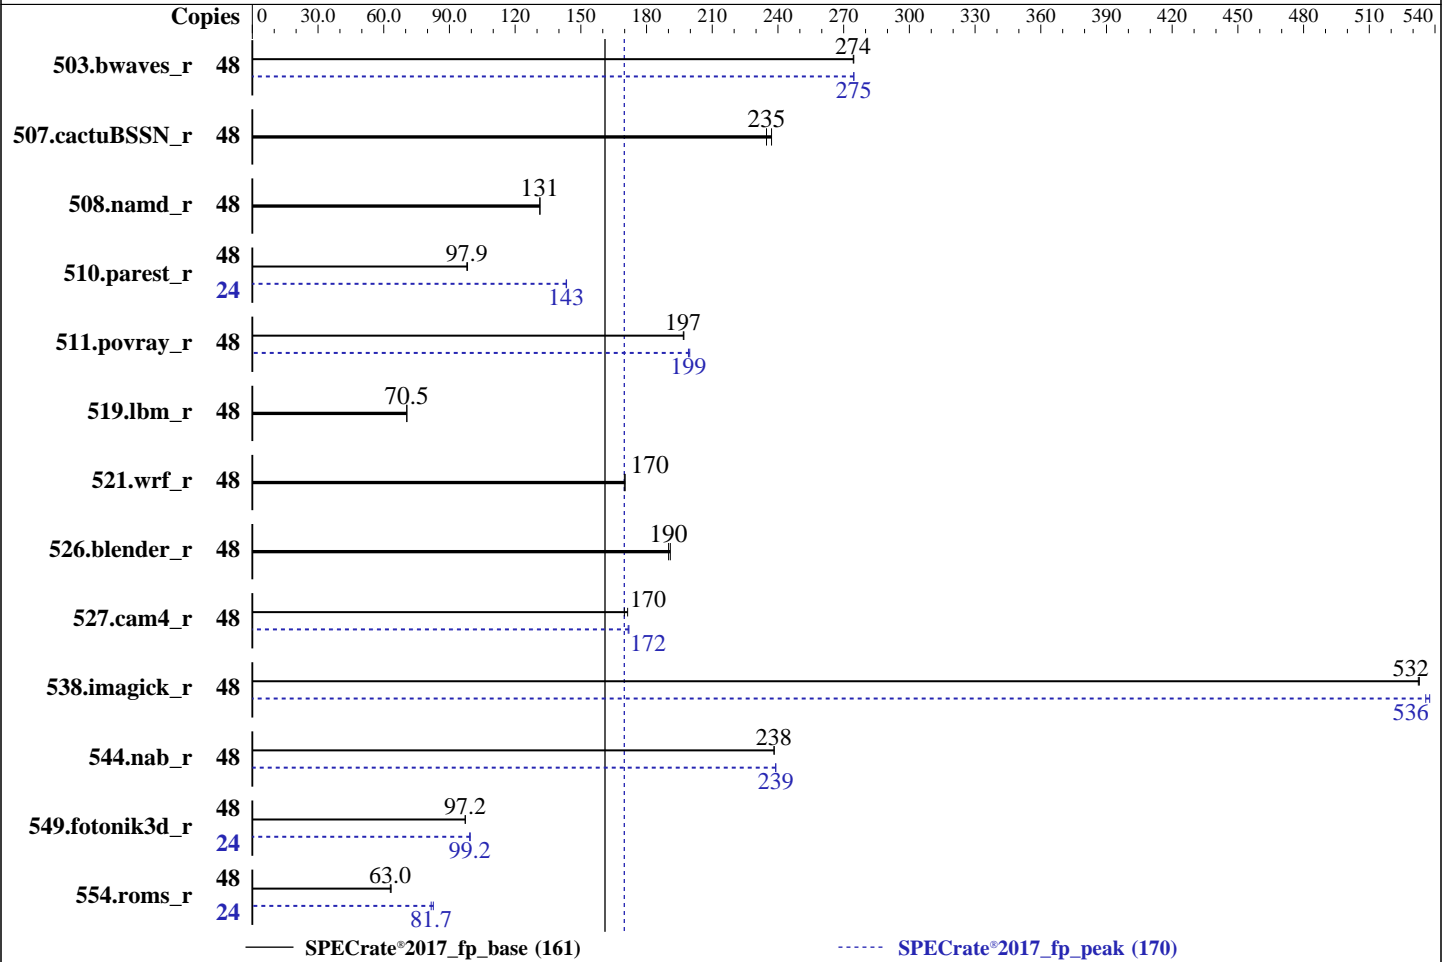 Copies 0 30.0 60.0 90.0 120 150 180 210 240 270 300 330 360 390 420 450 480 510 540
503.bwaves_r 48 274
275
507.cactuBSSN_r 48 235
508.namd_r 48 131
48 97.9
510.parest_r
24 143
511.povray_r 48 197
199
519.lbm_r 48 70.5
521.wrf_r 48 170
526.blender_r 48 190
527.cam4_r 48 170
172
538.imagick_r 48 532
536
544.nab_r 48 238
239
48 97.2
549.fotonik3d_r
24 99.2
48 63.0
554.roms_r
24 81.7
SPECrate®2017_fp_base (161) SPECrate®2017_fp_peak (170)